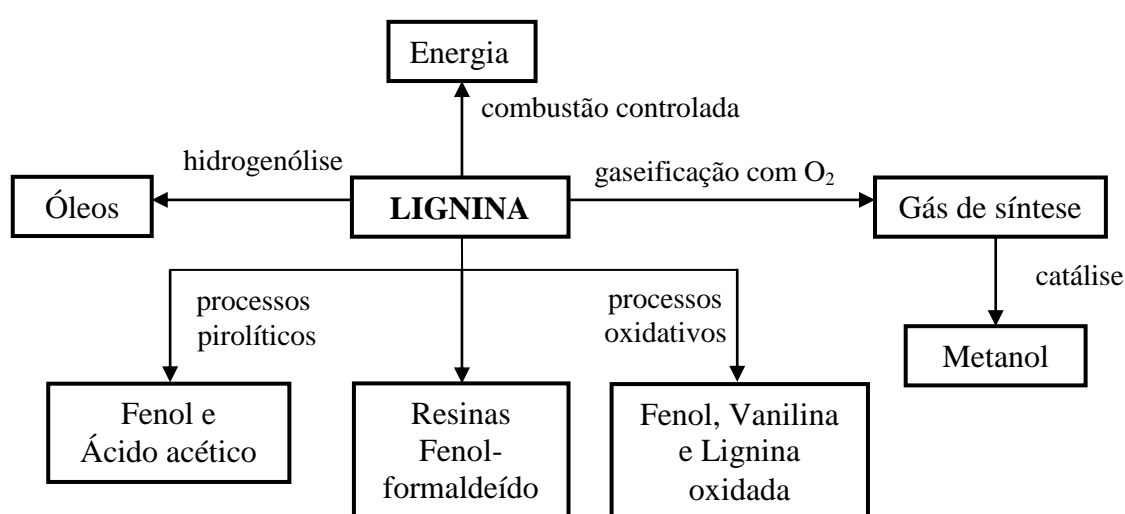 Energia
combustão controlada
hidrogenólise
gaseificação com O₂
Óleos
LIGNINA
Gás de síntese
catálise
processos
pirolíticos
processos
oxidativos
Metanol
Fenol e
Ácido acético
Resinas
Fenol-
formaldeído
Fenol, Vanilina
e Lignina
oxidada